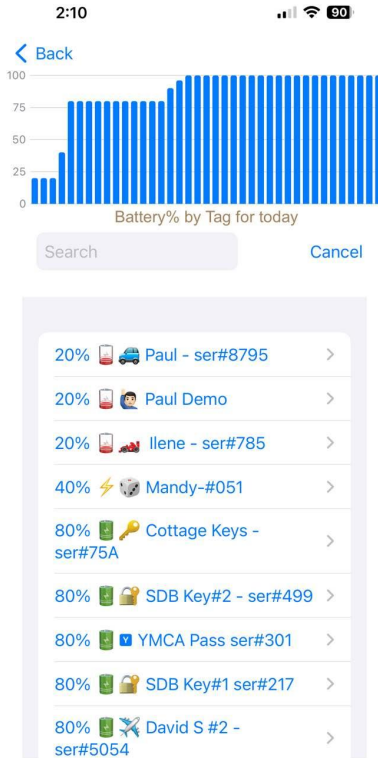 2:10
90
Back
100
75
50
25
0
Battery% by Tag for today
Search
Cancel
20% 🪫 🚙 Paul - ser#8795
20% 🪫 🙋🏻‍♂️ Paul Demo
20% 🪫 🏎️ Ilene - ser#785
40% ⚡ 🎲 Mandy-#051
80% 🔋 🔑 Cottage Keys -
ser#75A
80% 🔋 🔐 SDB Key#2 - ser#499
80% 🔋 🆈 YMCA Pass ser#301
80% 🔋 🔐 SDB Key#1 ser#217
80% 🔋 ✈️ David S #2 -
ser#5054